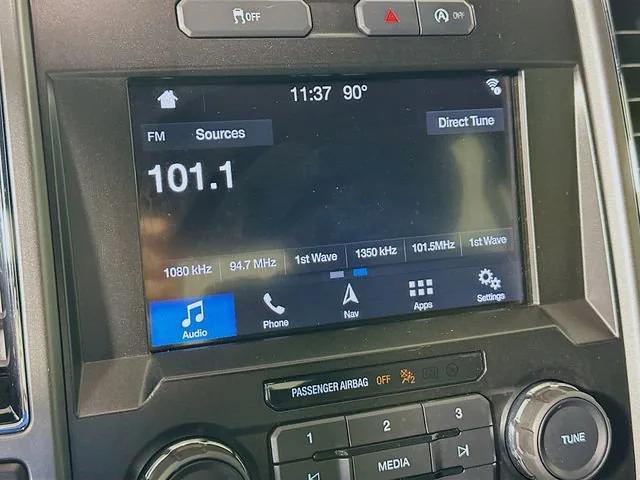 OFF
A OFF
11:37 90°
FM Sources
Direct Tune
101.1
1080 kHz 94.7 MHz 1st Wave 1350 kHz 101.5MHz 1st Wave
Audio Phone Nav Apps Settings
PASSENGER AIRBAG OFF 2
1 2 3
MEDIA
TUNE